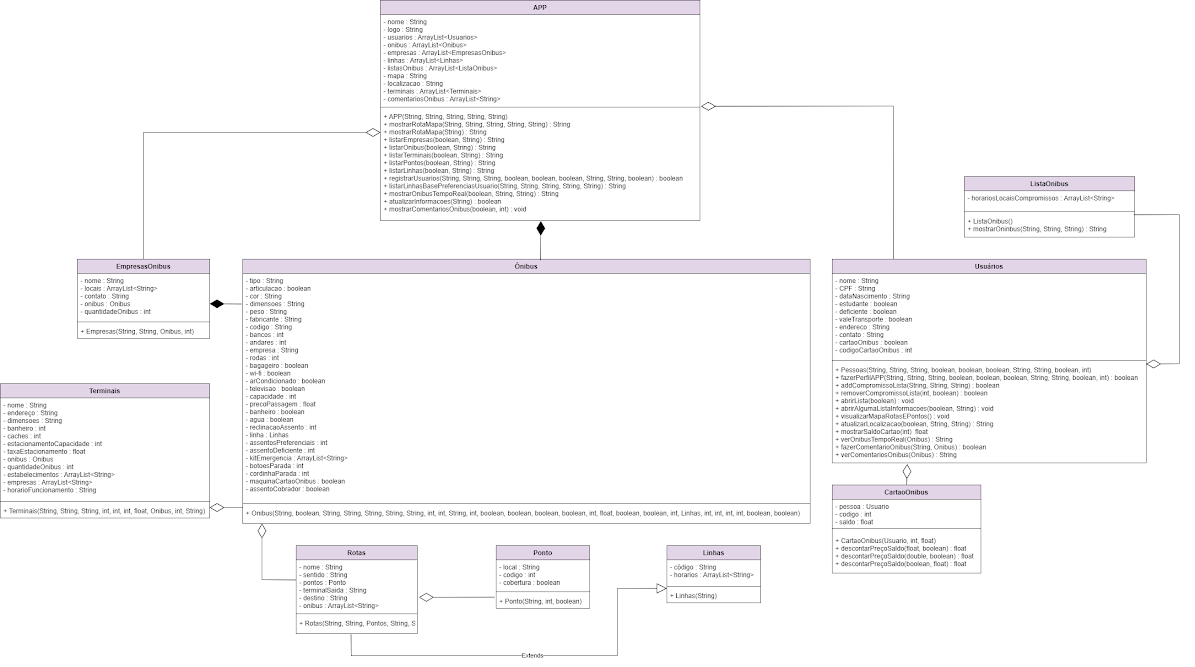 APP
- nome : String
- logo : String
- usuarios : ArrayList<Usuarios>
- onibus : ArrayList<Onibus>
- empresas : ArrayList<EmpresasOnibus>
- linhas : ArrayList<Linhas>
- listasOnibus : ArrayList<ListaOnibus>
- mapa : String
- localizacao : String
- terminais : ArrayList<Terminais>
- comentariosOnibus : ArrayList<String>
+ APP(String, String, String, String, String)
+ mostrarRotaMapa(String, String, String, String, String) : String
+ mostrarRotaMapa(String) : String
+ listarEmpresas(boolean, String) : String
+ listarOnibus(boolean, String) : String
+ listarTerminais(boolean, String) : String
+ listarPontos(boolean, String) : String
+ listarLinhas(boolean, String) : String
+ registrarUsuarios(String, String, String, boolean, boolean, boolean, String, String, boolean) : boolean
+ listarLinhasBasePreferenciasUsuario(String, String, String, String, String) : String
+ mostrarOnibusTempoReal(boolean, String, String) : String
+ atualizarInformacoes(String) : boolean
+ mostrarComentariosOnibus(boolean, int) : void
ListaOnibus
- horariosLocaisCompromissos : ArrayList<String>
+ ListaOnibus()
+ mostrarOninbus(String, String, String) : String
EmpresasOnibus
- nome : String
- locais : ArrayList<String>
- contato : String
- onibus : Onibus
- quantidadeOnibus : int
+ Empresas(String, String, Onibus, int)
Ônibus
- tipo : String
- articulacao : boolean
- cor : String
- dimensoes : String
- peso : String
- fabricante : String
- codigo : String
- bancos : int
- andares : int
- empresa : String
- rodas : int
- bagageiro : boolean
- wi-fi : boolean
- arCondicionado : boolean
- televisao : boolean
- capacidade : int
- precoPassagem : float
- banheiro : boolean
- agua : boolean
- reclinacaoAssento : int
- linha : Linhas
- assentosPreferenciais : int
- assentoDeficiente : int
- kitEmergencia : ArrayList<String>
- botoesParada : int
- cordinhaParada : int
- maquinaCartaoOnibus : boolean
- assentoCobrador : boolean
+ Onibus(String, boolean, String, String, String, String, String, int, int, String, int, boolean, boolean, boolean, boolean, int, float, boolean, boolean, int, Linhas, int, int, int, int, boolean, boolean)
Usuários
- nome : String
- CPF : String
- dataNascimento : String
- estudante : boolean
- deficiente : boolean
- valeTransporte : boolean
- endereco : String
- contato : String
- cartaoOnibus : boolean
- codigoCartaoOnibus : int
+ Pessoas(String, String, String, boolean, boolean, boolean, String, String, boolean, int)
+ fazerPerfilAPP(String, String, String, boolean, boolean, boolean, String, String, boolean, int) : boolean
+ addCompromissoLista(String, String, String) : boolean
+ removerCompromissoLista(int, boolean) : boolean
+ abrirLista(boolean) : void
+ abrirAlgumaListaInformacoes(boolean, String) : void
+ visualizarMapaRotasEPontos() : void
+ atualizarLocalizacao(boolean, String, String) : String
+ mostrarSaldoCartao(int) float
+ verOnibusTempoReal(Onibus) : String
+ fazerComentarioOnibus(String, Onibus) : boolean
+ verComentariosOnibus(Onibus) : String
Terminais
- nome : String
- endereço : String
- dimensoes : String
- banheiro : int
- caches : int
- estacionamentoCapacidade : int
- taxaEstacionamento : float
- onibus : Onibus
- quantidadeOnibus : int
- estabelecimentos : ArrayList<String>
- empresas : ArrayList<String>
- horarioFuncionamento : String
+ Terminais(String, String, String, int, int, int, float, Onibus, int, String)
CartaoOnibus
- pessoa : Usuario
- codigo : int
- saldo : float
+ CartaoOnibus(Usuario, int, float)
+ descontarPreçoSaldo(float, boolean) : float
+ descontarPreçoSaldo(double, boolean) : float
+ descontarPreçoSaldo(boolean, float) : float
Rotas
- nome : String
- sentido : String
- pontos : Ponto
- terminalSaida : String
- destino : String
- onibus : ArrayList<String>
+ Rotas(String, String, Pontos, String, S
Ponto
- local : String
- codigo : int
- cobertura : boolean
+ Ponto(String, int, boolean)
Linhas
- côdigo : String
- horarios : ArrayList<String>
+ Linhas(String)
Extends